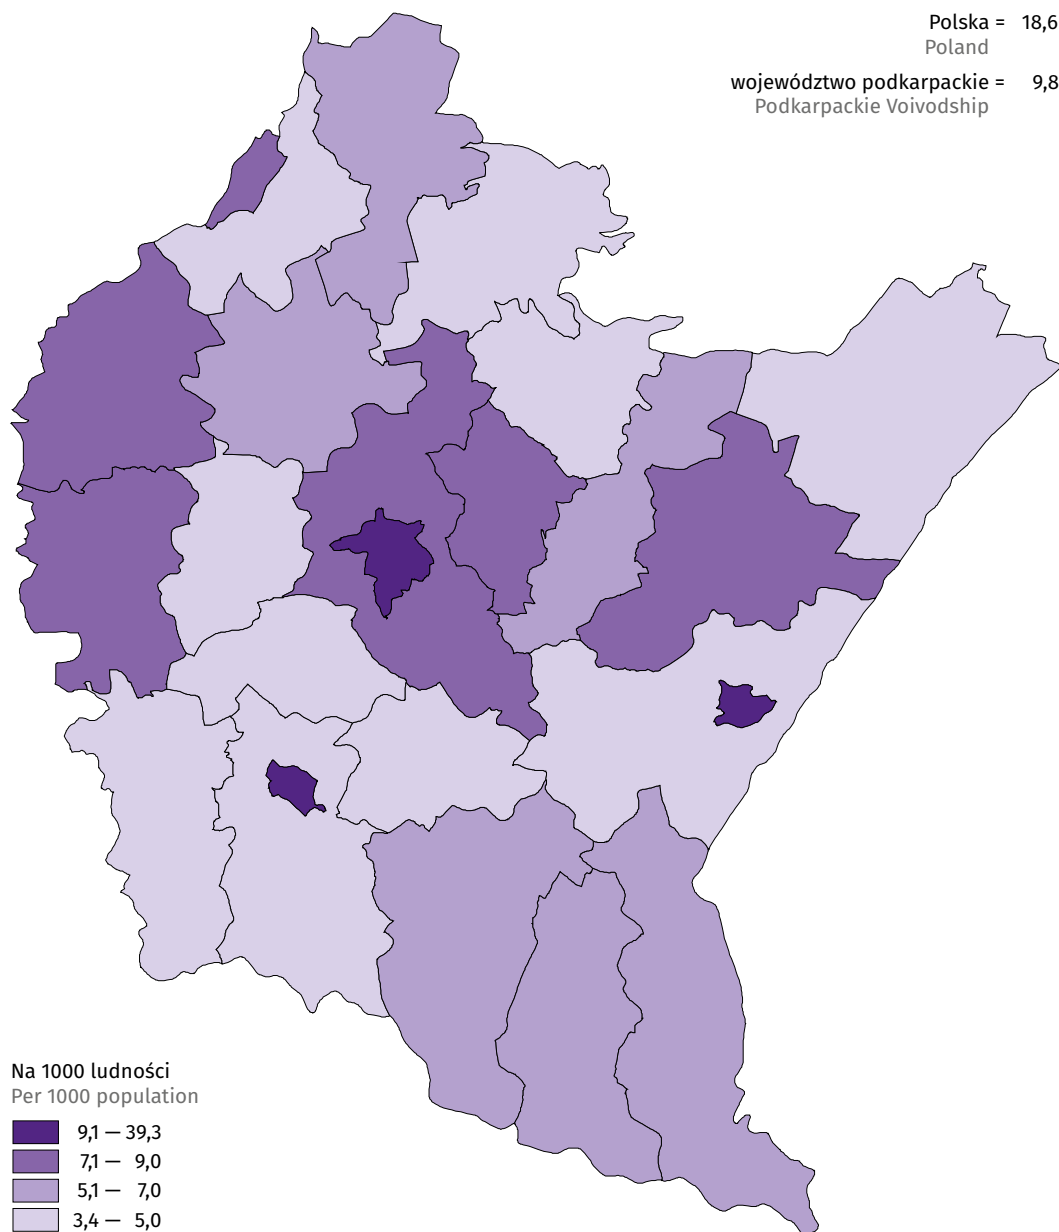 Polska = 18,6
Poland
województwo podkarpackie = 9,8
Podkarpackie Voivodship
Na 1000 ludności
Per 1000 population
9,1 — 39,3
7,1 — 9,0
5,1 — 7,0
3,4 — 5,0